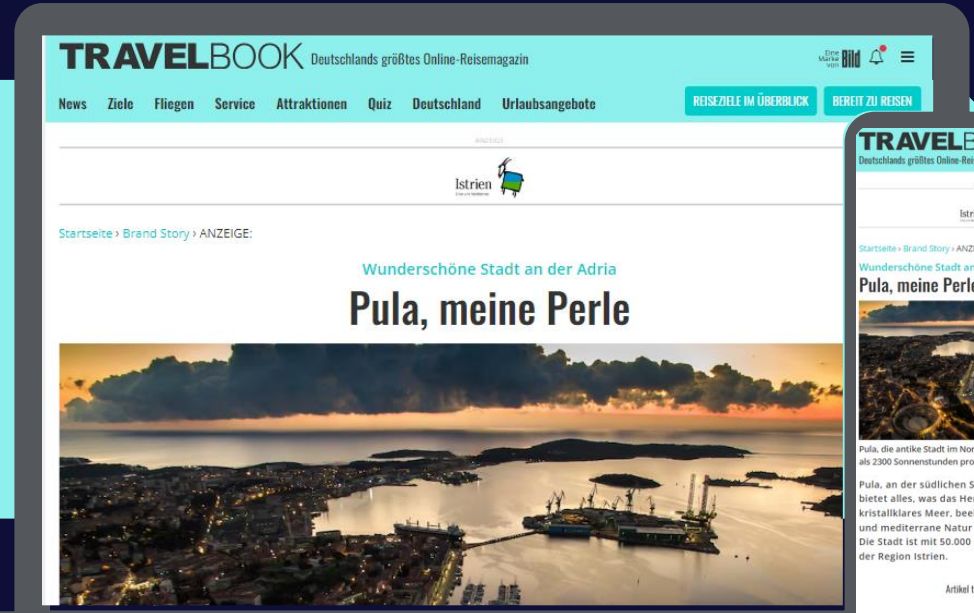 TRAVELBOOK Deutschlands größtes Online-Reisemagazin
Eine Marke von Bild
News Ziele Fliegen Service Attraktionen Quiz Deutschland Urlaubsangebote
REISEZIELE IM ÜBERBLICK BEREIT ZU REISEN
ANZEIGE
Istrien
Startseite › Brand Story › ANZEIGE:
Wunderschöne Stadt an der Adria
Pula, meine Perle
TRAVELB
Deutschlands größtes Online-Rei
Istri
Startseite › Brand Story › ANZE
Wunderschöne Stadt an
Pula, meine Perle
Pula, die antike Stadt im Nor
als 2300 Sonnenstunden pro
Pula, an der südlichen S
bietet alles, was das He
kristallklares Meer, bee
und mediterrane Natur
Die Stadt ist mit 50.000
der Region Istrien.
Artikel t